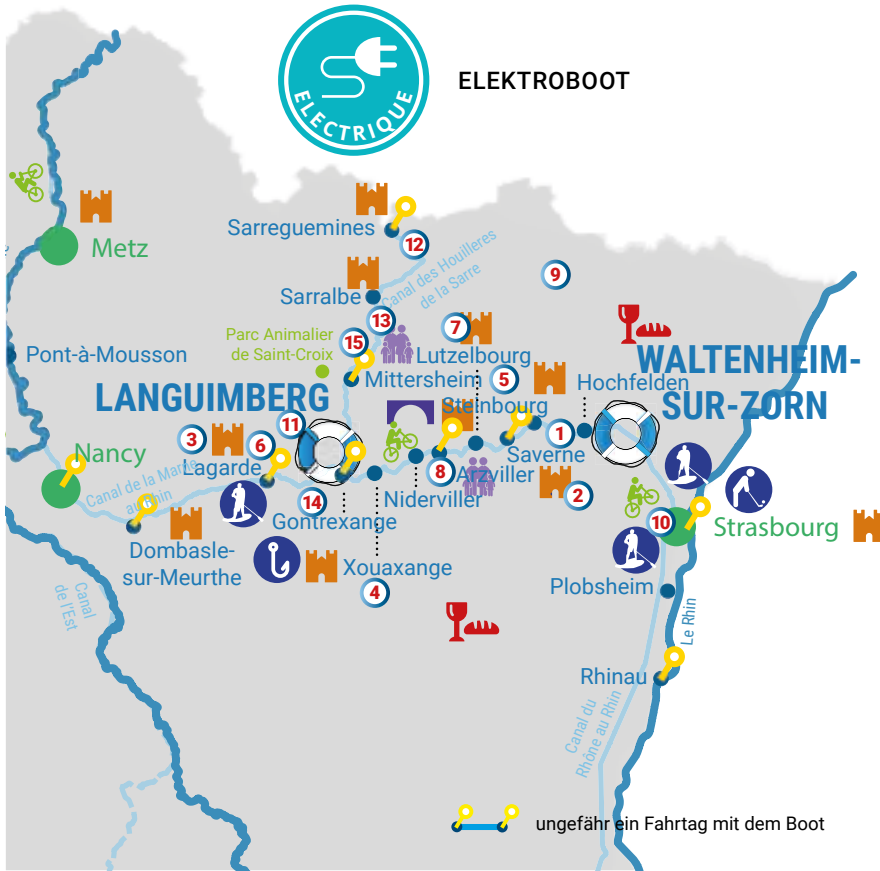 ELECTRIQUE
ELEKTROBOOT
Metz
Sarreguemines
12
9
Canal des Houilleres
de la Sarre
Sarralbe
13
7
15
Parc Animalier
de Saint-Croix
Pont-à-Mousson
Lutzelbourg
WALTENHEIM-
SUR-ZORN
Mittersheim
5
Hochfelden
LANGUIMBERG
Steinbourg
11
3
6
1
Nancy
Lagarde
Saverne
8
Arzviller
Canal de la Marne
au Rhin
14
Niderviller
2
Gontrexange
10
Strasbourg
Dombasle-
sur-Meurthe
Xouaxange
4
Plobsheim
Canal
de l'Est
Le Rhin
Rhinau
Canal du
Rhône au Rhin
ungefähr ein Fahrtag mit dem Boot